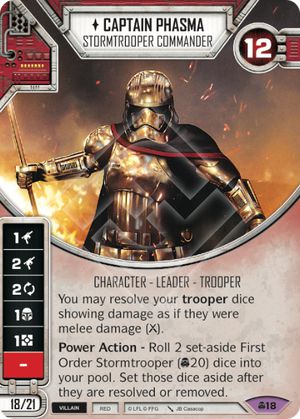 CAPTAIN PHASMA
STORMTROOPER COMMANDER
12
1
2
2
1
1
-
CHARACTER - LEADER - TROOPER
You may resolve your trooper dice
showing damage as if they were
melee damage ( ).
Power Action - Roll 2 set-aside First
Order Stormtrooper ( 20) dice into
your pool. Set those dice aside after
they are resolved or removed.
18/21
VILLAIN
RED
© LFL © FFG
JB Casacop
18